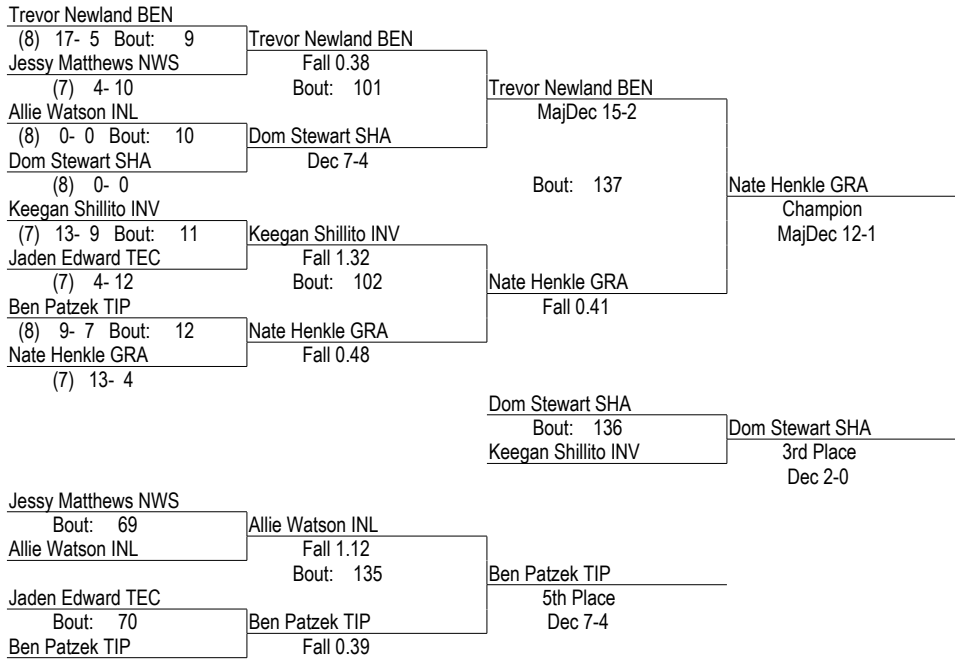 Trevor Newland BEN
(8) 17- 5 Bout: 9
Trevor Newland BEN
Jessy Matthews NWS
Fall 0.38
(7) 4- 10
Bout: 101
Trevor Newland BEN
Allie Watson INL
MajDec 15-2
(8) 0- 0 Bout: 10
Dom Stewart SHA
Dom Stewart SHA
Dec 7-4
(8) 0- 0
Bout: 137
Nate Henkle GRA
Keegan Shillito INV
Champion
(7) 13- 9 Bout: 11
Keegan Shillito INV
MajDec 12-1
Jaden Edward TEC
Fall 1.32
(7) 4- 12
Bout: 102
Nate Henkle GRA
Ben Patzek TIP
Fall 0.41
(8) 9- 7 Bout: 12
Nate Henkle GRA
Nate Henkle GRA
Fall 0.48
(7) 13- 4
Dom Stewart SHA
Bout: 136
Dom Stewart SHA
Keegan Shillito INV
3rd Place
Dec 2-0
Jessy Matthews NWS
Bout: 69
Allie Watson INL
Allie Watson INL
Fall 1.12
Bout: 135
Ben Patzek TIP
Jaden Edward TEC
5th Place
Bout: 70
Ben Patzek TIP
Dec 7-4
Ben Patzek TIP
Fall 0.39